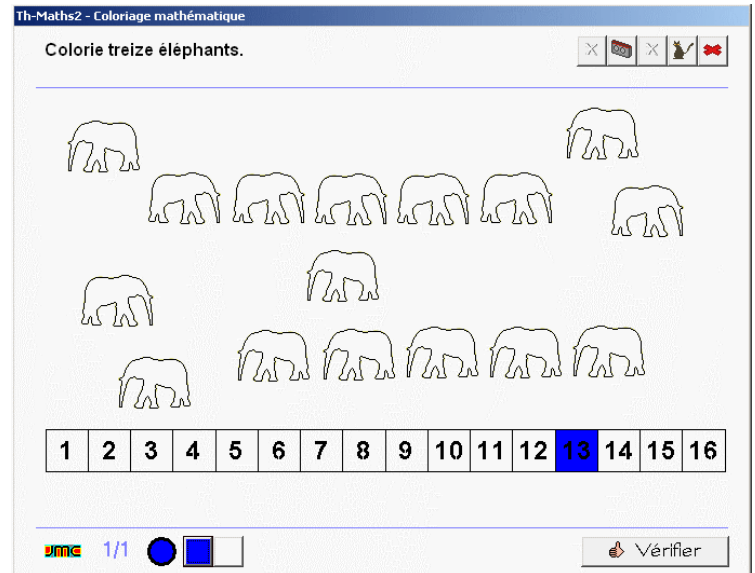 Th-Maths2 - Coloriage mathématique
Colorie treize éléphants.
1 2 3 4 5 6 7 8 9 10 11 12 13 14 15 16
JMC 1/1 Vérifier